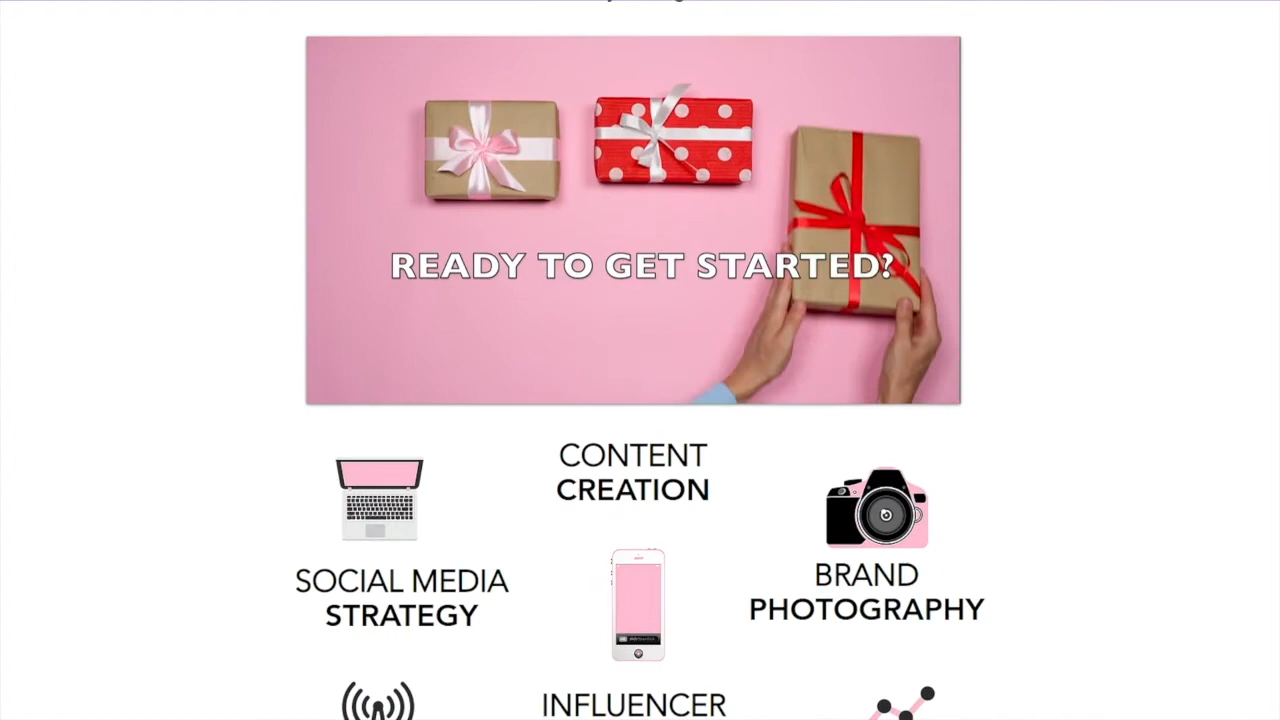 READY TO GET STARTED?
CONTENT
CREATION
SOCIAL MEDIA
STRATEGY
BRAND
PHOTOGRAPHY
INFLUENCER